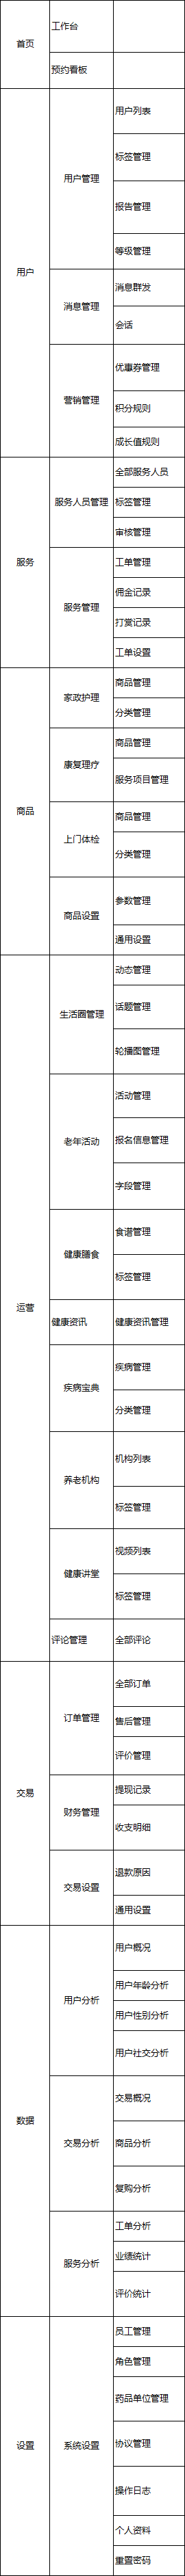 首页
工作台
预约看板
用户
用户管理
用户列表
标签管理
报告管理
等级管理
消息管理
消息群发
会话
营销管理
优惠券管理
积分规则
成长值规则
服务
服务人员管理
全部服务人员
标签管理
审核管理
服务管理
工单管理
佣金记录
打赏记录
工单设置
商品
家政护理
商品管理
分类管理
康复理疗
商品管理
服务项目管理
上门体检
商品管理
分类管理
商品设置
参数管理
通用设置
运营
生活圈管理
动态管理
话题管理
轮播图管理
老年活动
活动管理
报名信息管理
字段管理
健康膳食
食谱管理
标签管理
健康资讯
健康资讯管理
疾病宝典
疾病管理
分类管理
养老机构
机构列表
标签管理
健康讲堂
视频列表
标签管理
评论管理
全部评论
交易
订单管理
全部订单
售后管理
评价管理
财务管理
提现记录
收支明细
交易设置
退款原因
通用设置
数据
用户分析
用户概况
用户年龄分析
用户性别分析
用户社交分析
交易分析
交易概况
商品分析
复购分析
服务分析
工单分析
业绩统计
评价统计
设置
系统设置
员工管理
角色管理
药品单位管理
协议管理
操作日志
个人资料
重置密码